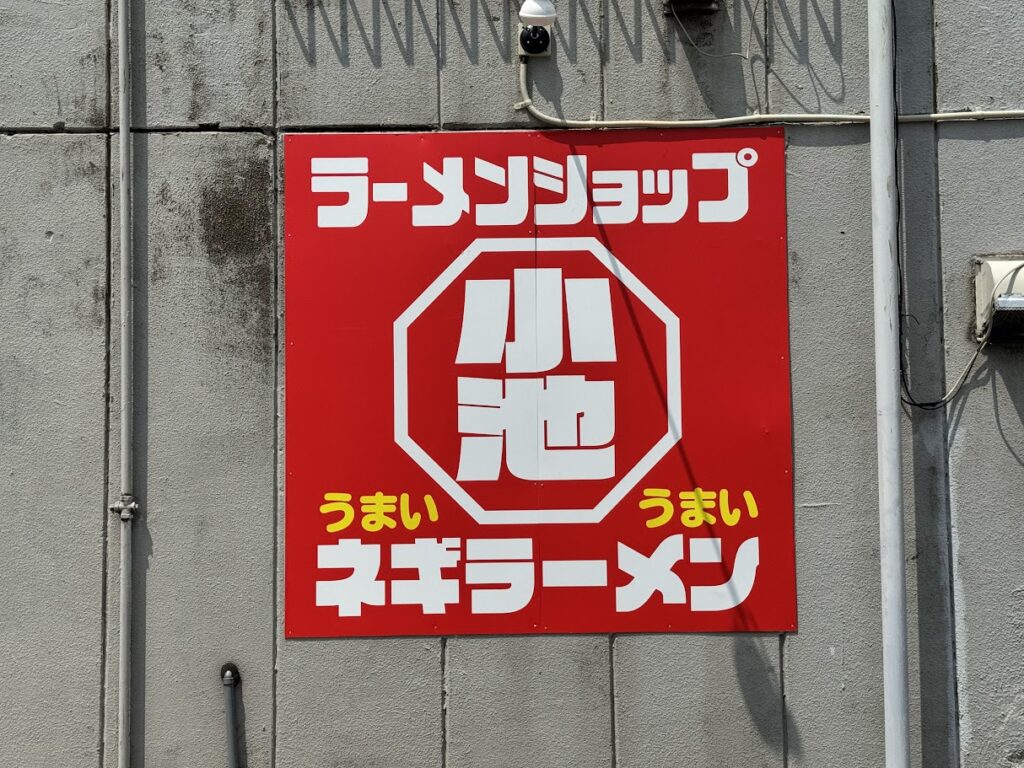 ラーメンショップ
小池
うまい うまい
ネギラーメン